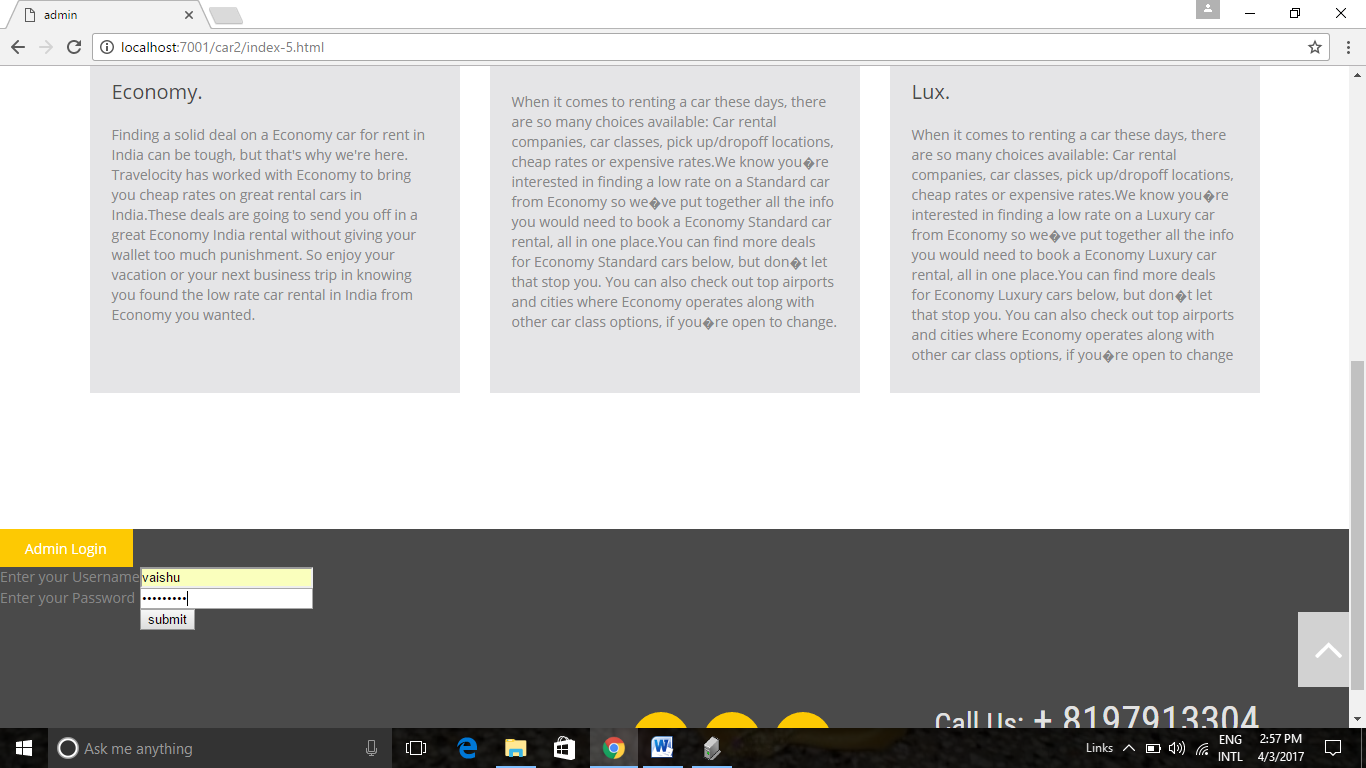 admin
localhost:7001/car2/index-5.html
Economy.
Finding a solid deal on a Economy car for rent in
India can be tough, but that's why we're here.
Travelocity has worked with Economy to bring
you cheap rates on great rental cars in
India.These deals are going to send you off in a
great Economy India rental without giving your
wallet too much punishment. So enjoy your
vacation or your next business trip in knowing
you found the low rate car rental in India from
Economy you wanted.
When it comes to renting a car these days, there
are so many choices available: Car rental
companies, car classes, pick up/dropoff locations,
cheap rates or expensive rates.We know you�re
interested in finding a low rate on a Standard car
from Economy so we�ve put together all the info
you would need to book a Economy Standard car
rental, all in one place.You can find more deals
for Economy Standard cars below, but don�t let
that stop you. You can also check out top airports
and cities where Economy operates along with
other car class options, if you�re open to change.
Lux.
When it comes to renting a car these days, there
are so many choices available: Car rental
companies, car classes, pick up/dropoff locations,
cheap rates or expensive rates.We know you�re
interested in finding a low rate on a Luxury car
from Economy so we�ve put together all the info
you would need to book a Economy Luxury car
rental, all in one place.You can find more deals
for Economy Luxury cars below, but don�t let
that stop you. You can also check out top airports
and cities where Economy operates along with
other car class options, if you�re open to change
Admin Login
Enter your Username vaishu
Enter your Password •••••••••
submit
Call Us: + 8197913304
Ask me anything
Links
ENG
INTL
2:57 PM
4/3/2017